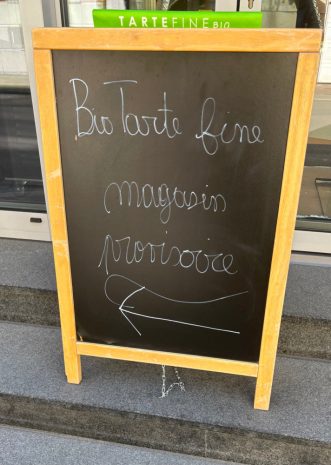 TARTEFINE BIO
Bio Tarte fine
magasin
provisoire